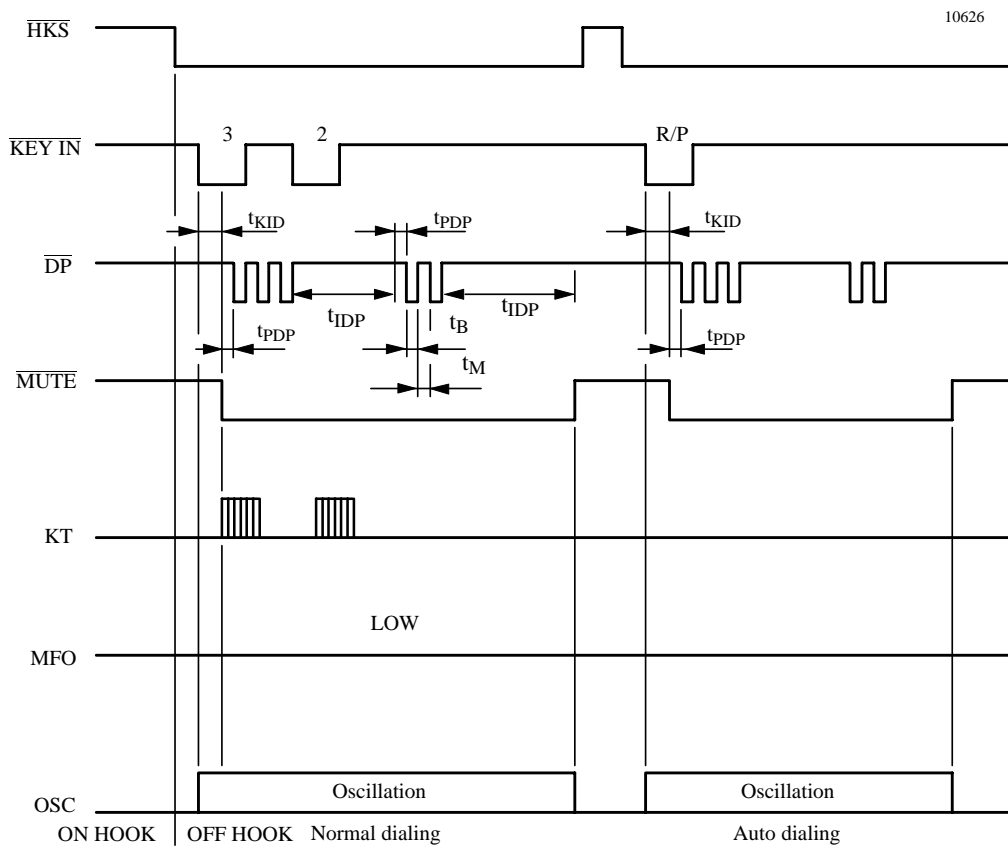 10626
HKS
3 2 R/P
KEY IN
tKID tPDP tKID
DP
tIDP tB tIDP
tPDP tM tPDP
MUTE
KT
LOW
MFO
OSC Oscillation Oscillation
ON HOOK OFF HOOK Normal dialing Auto dialing